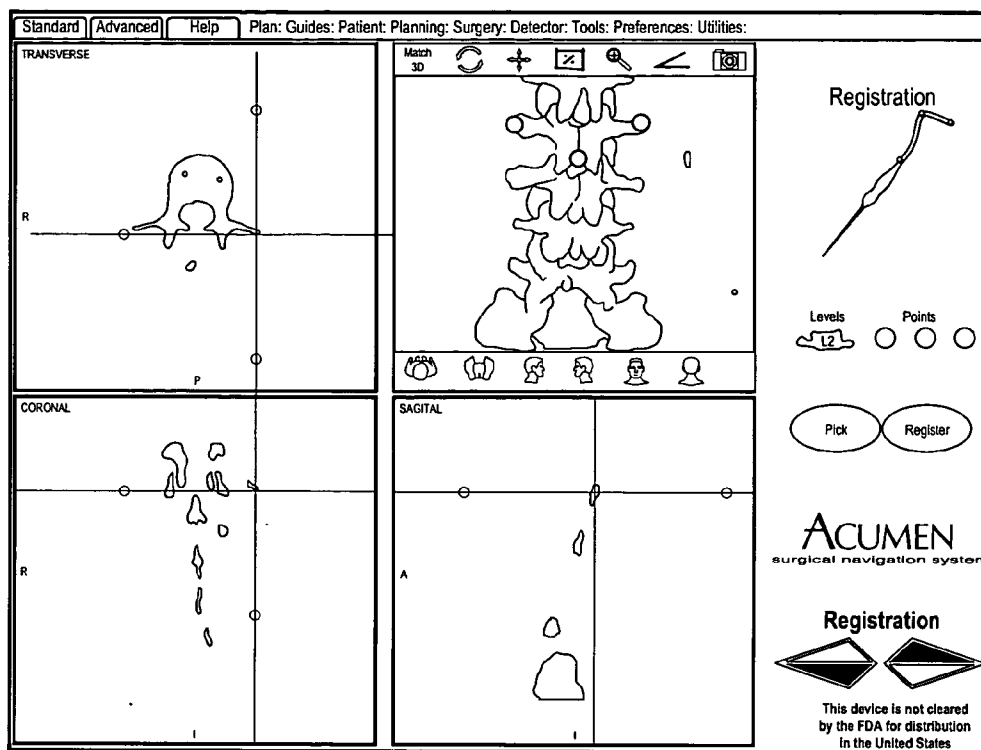 Standard Advanced Help Plan: Guides: Patient: Planning: Surgery: Detector: Tools: Preferences: Utilities:
TRANSVERSE
R
P
Match
3D
CORONAL
R
I
SAGITAL
A
I
Registration
Levels Points
L2
Pick Register
ACUMEN
surgical navigation system
Registration
This device is not cleared
by the FDA for distribution
in the United States